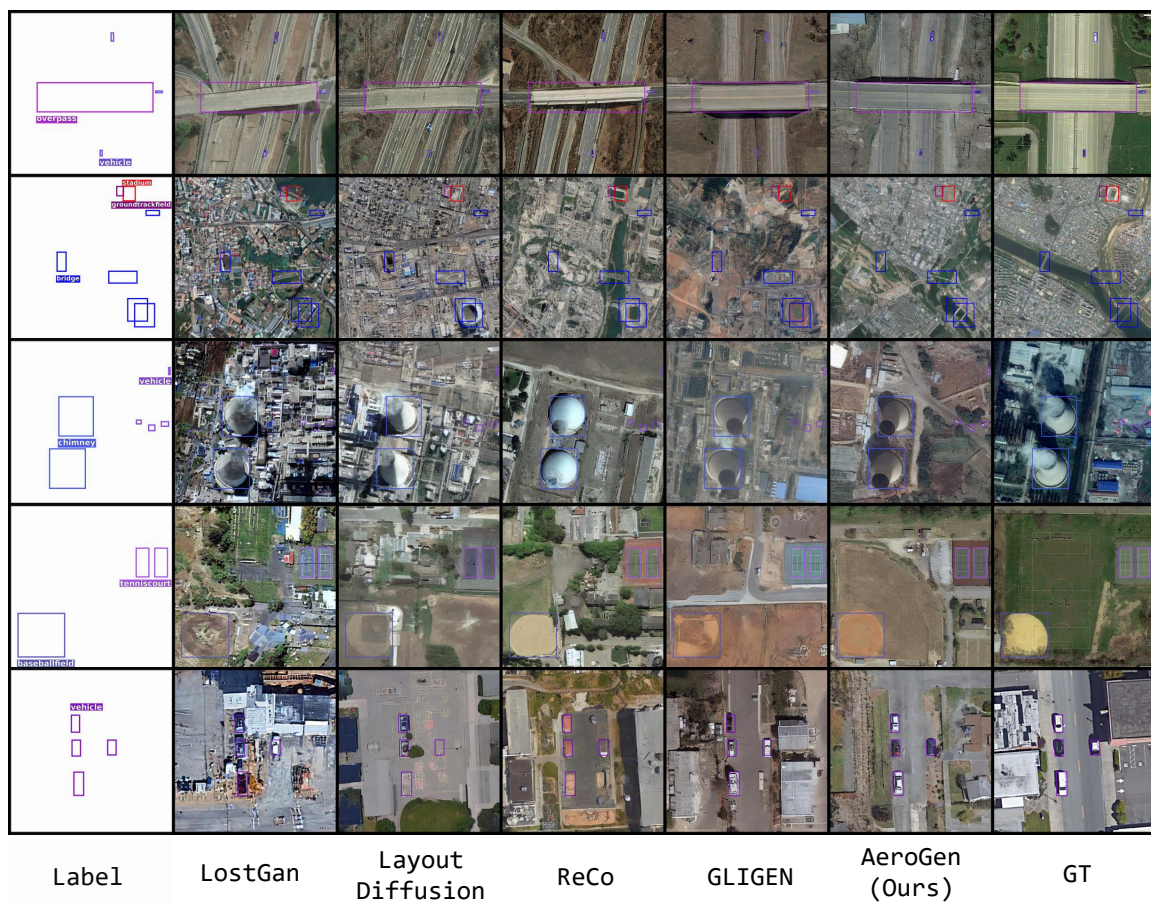 overpass
vehicle
stadium
groundtrackfield
bridge
vehicle
chimney
tenniscourt
baseballfield
vehicle
Label
LostGan
Layout
Diffusion
ReCo
GLIGEN
AeroGen
(Ours)
GT